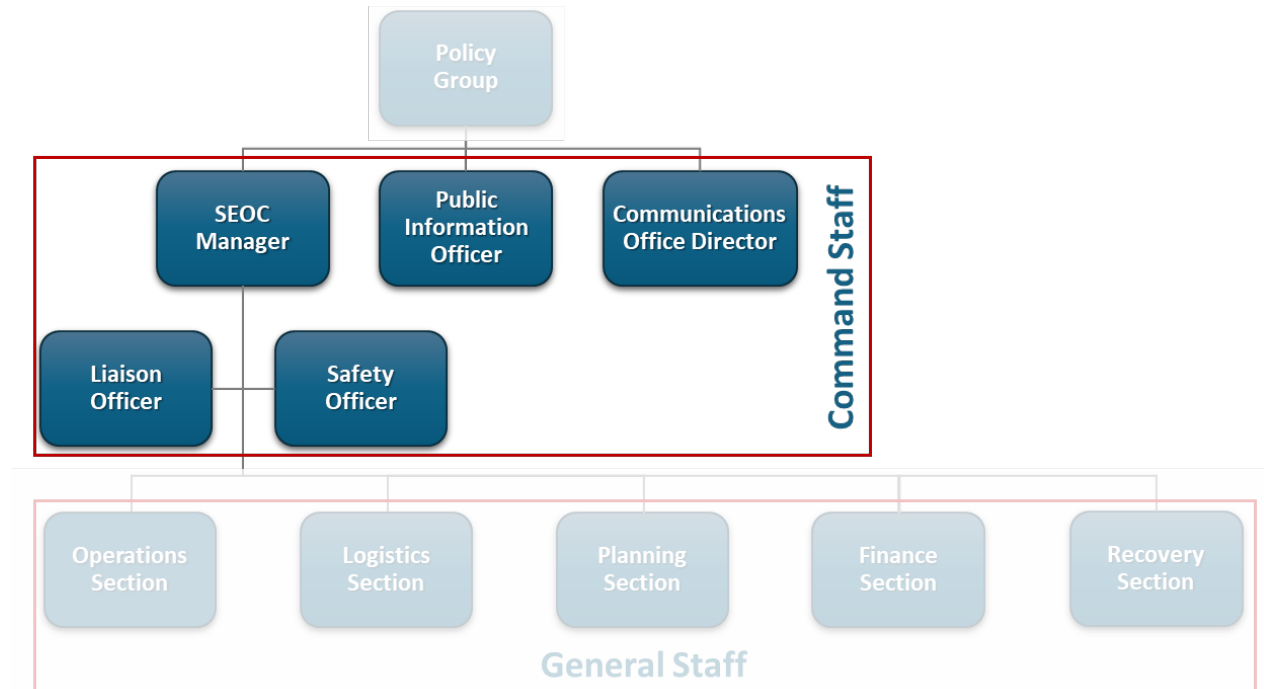 Policy
Group
SEOC
Manager
Public
Information
Officer
Communications
Office Director
Command Staff
Liaison
Officer
Safety
Officer
Operations
Section
Logistics
Section
Planning
Section
Finance
Section
Recovery
Section
General Staff